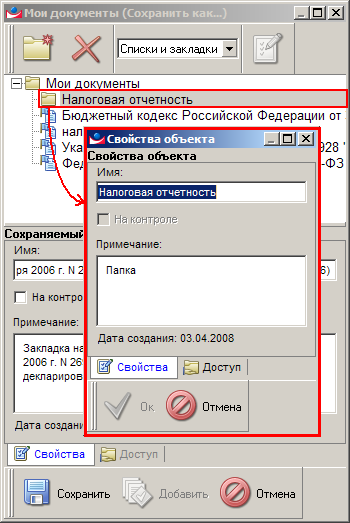 Мои документы (Сохранить как...)
Списки и закладки
Мои документы
Налоговая отчетность
Бюджетный кодекс Российской Федерации от
нал
Ука
928 "
Фед
-ФЗ
Свойства объекта
Свойства объекта
Имя:
Налоговая отчетность
На контроле
Примечание:
Папка
Дата создания: 03.04.2008
Свойства
Доступ
Ок
Отмена
Сохраняемый
Имя:
ря 2006 г. N 2
6)
На контро
Примечание:
Закладка на
2006 г. N 26
деклариров
Дата создани
Свойства
Доступ
Сохранить
Добавить
Отмена